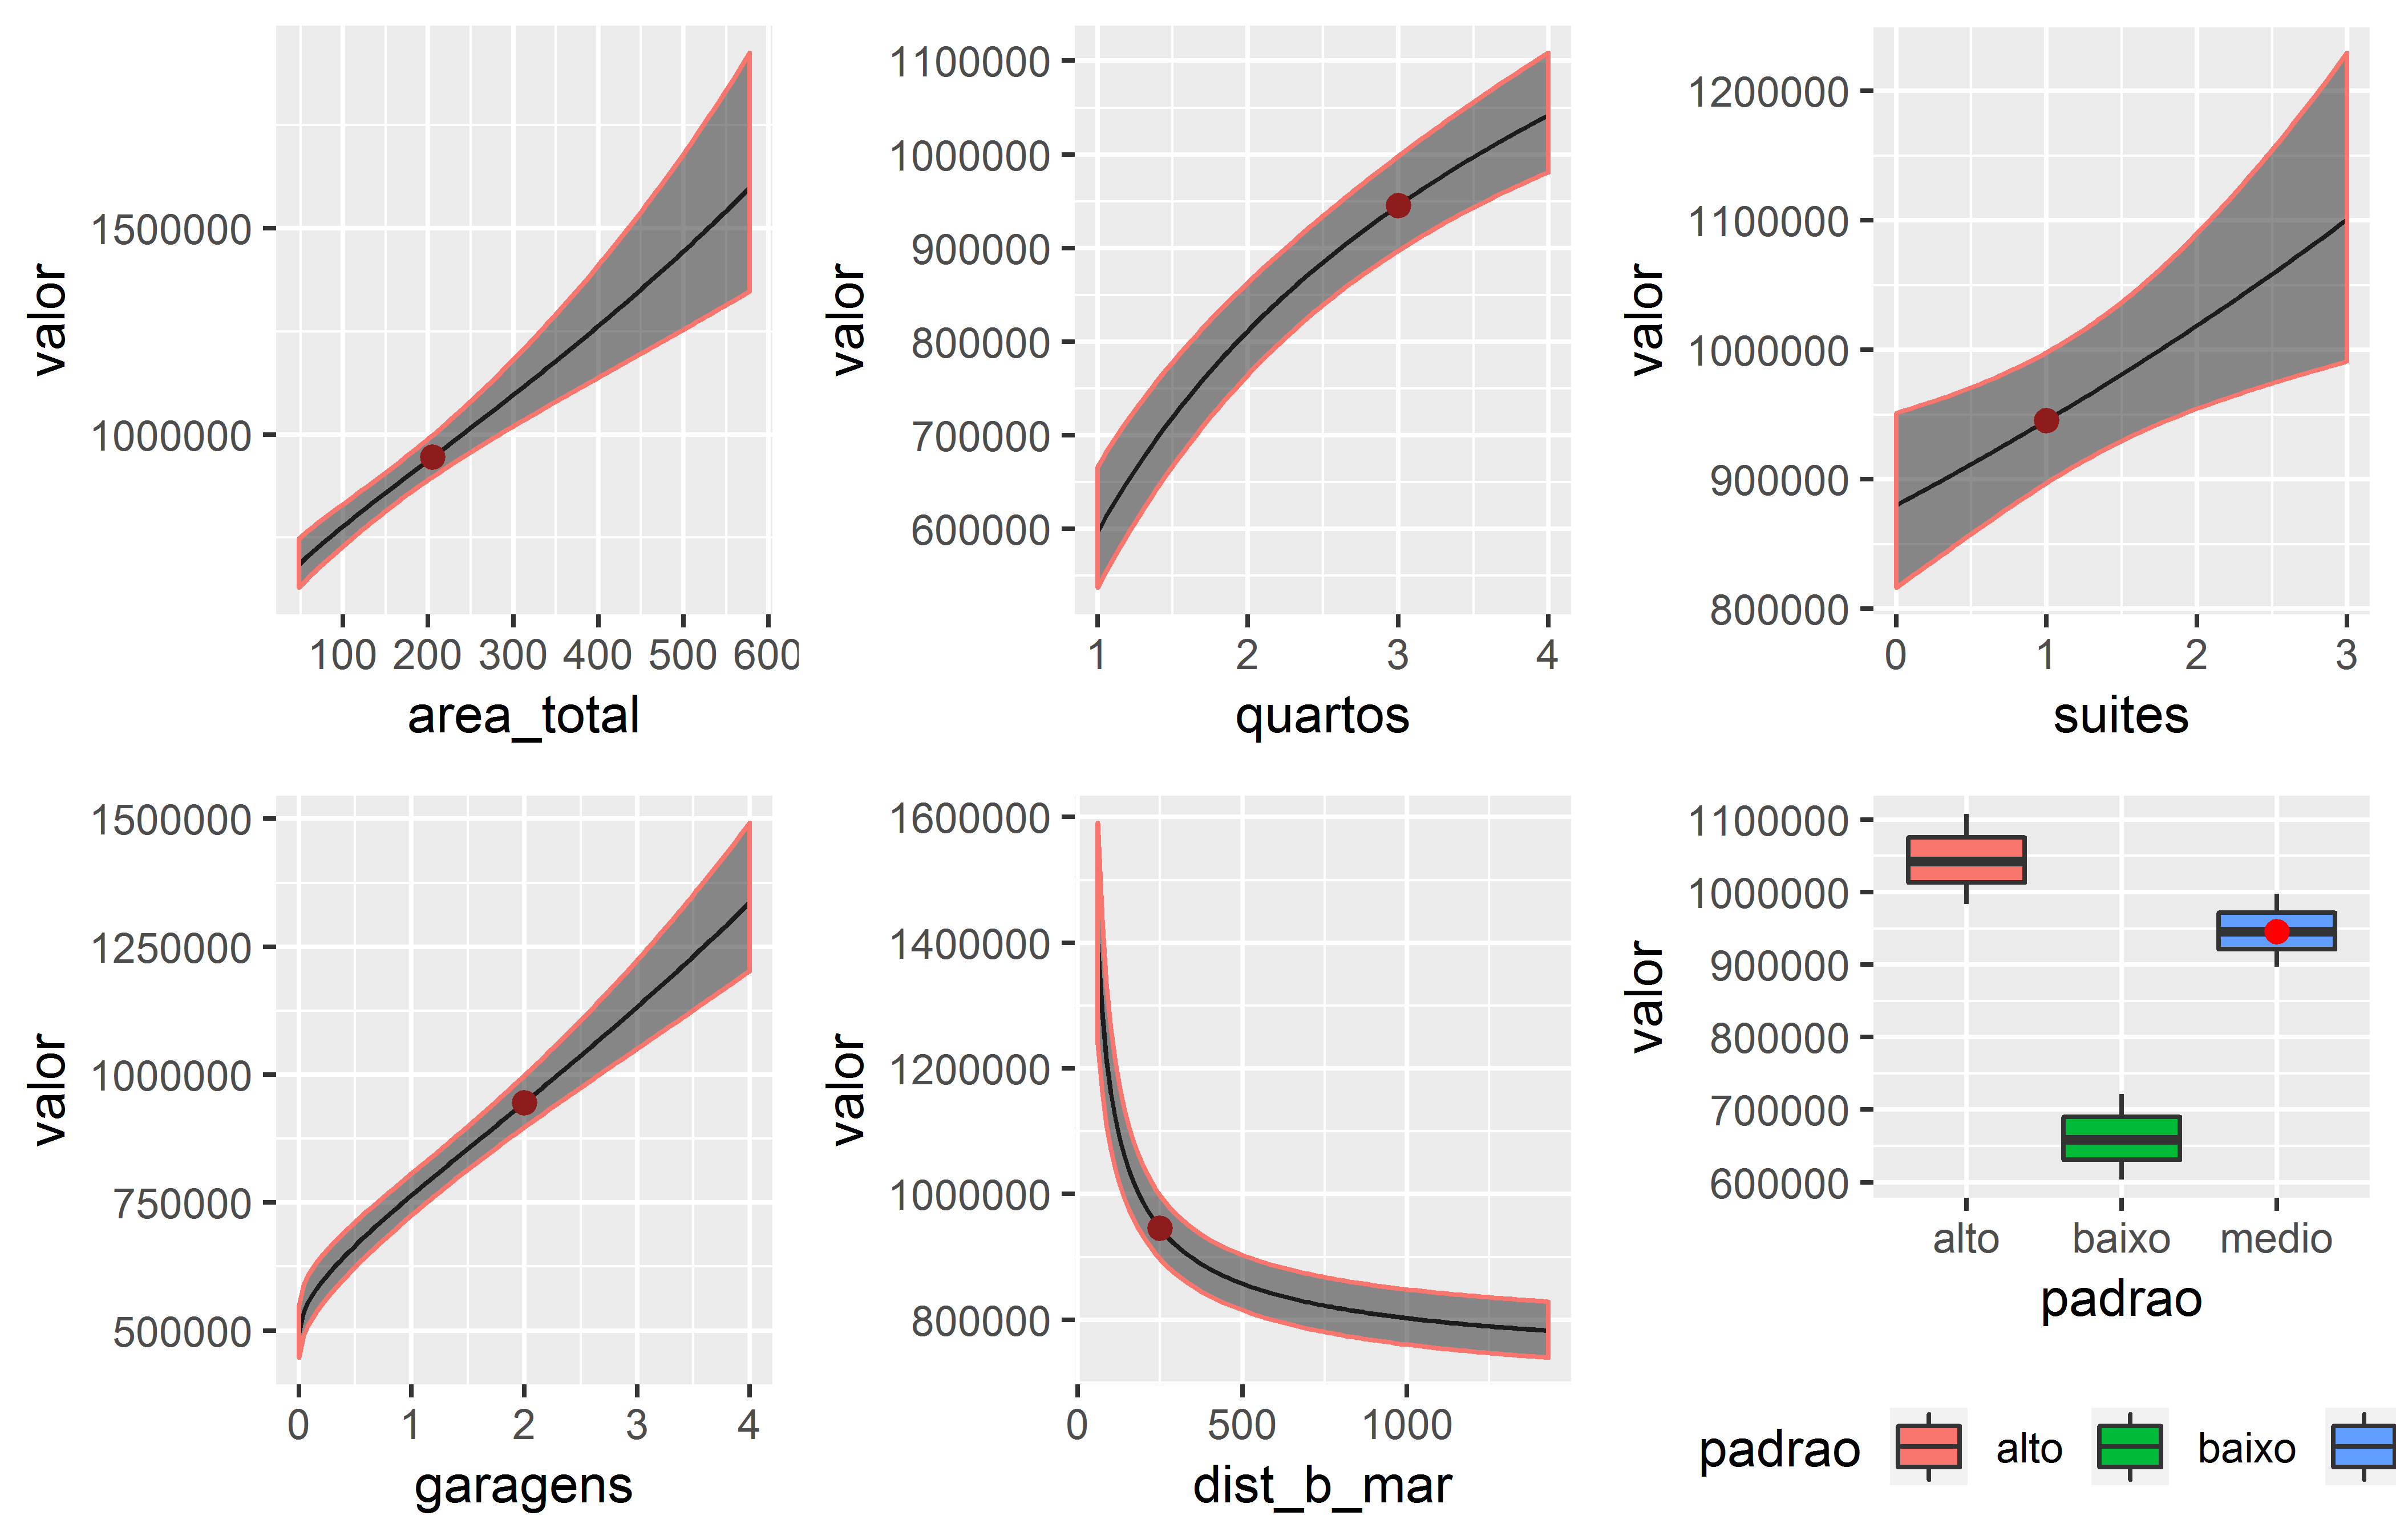 valor
1500000
1000000
100 200 300 400 500 600
area_total
valor
1100000
1000000
900000
800000
700000
600000
1 2 3 4
quartos
valor
1200000
1100000
1000000
900000
800000
0 1 2 3
suites
valor
1500000
1250000
1000000
750000
500000
0 1 2 3 4
garagens
valor
1600000
1400000
1200000
1000000
800000
0 500 1000
dist_b_mar
valor
1100000
1000000
900000
800000
700000
600000
alto baixo medio
padrao
padrao alto baixo